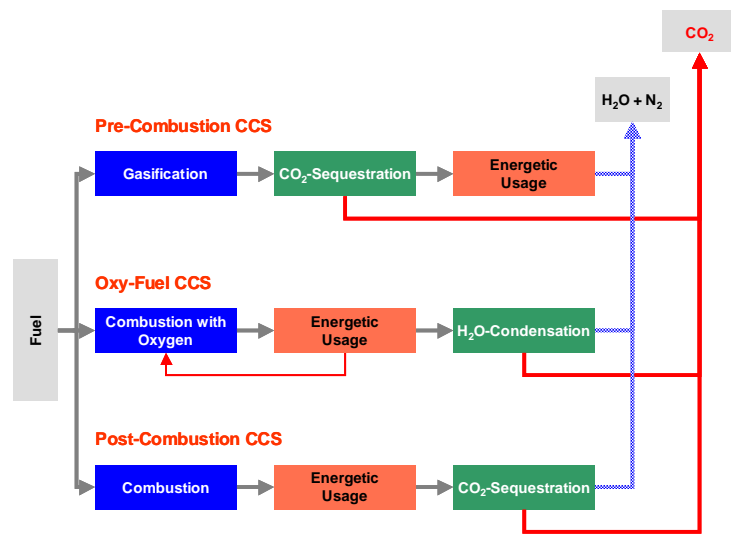 CO₂
H₂O + N₂
Pre-Combustion CCS
Gasification
CO₂-Sequestration
Energetic
Usage
Fuel
Oxy-Fuel CCS
Combustion with
Oxygen
Energetic
Usage
H₂O-Condensation
Post-Combustion CCS
Combustion
Energetic
Usage
CO₂-Sequestration